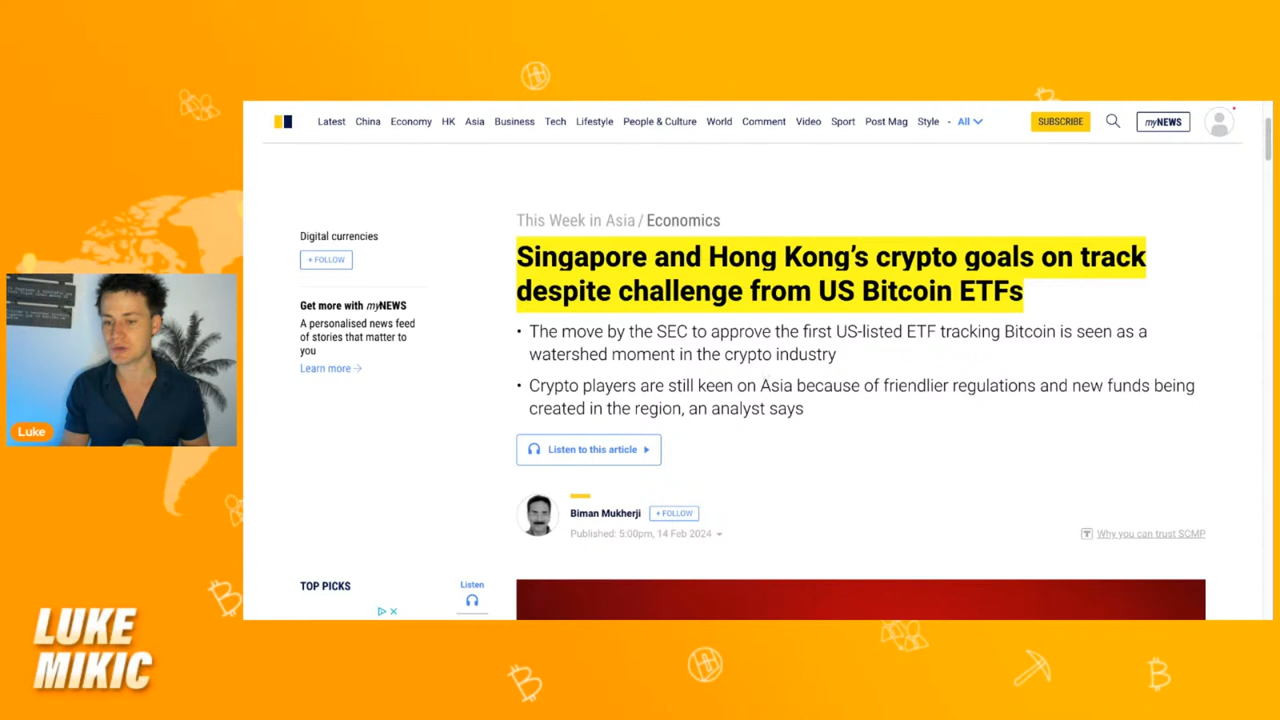 Latest China Economy HK Asia Business Tech Lifestyle People & Culture World Comment Video Sport Post Mag Style - All
SUBSCRIBE
myNEWS
This Week in Asia / Economics
Digital currencies
+ FOLLOW
Singapore and Hong Kong's crypto goals on track
despite challenge from US Bitcoin ETFs
Get more with myNEWS
A personalised news feed
of stories that matter to
you
Learn more
• The move by the SEC to approve the first US-listed ETF tracking Bitcoin is seen as a
watershed moment in the crypto industry
• Crypto players are still keen on Asia because of friendlier regulations and new funds being
created in the region, an analyst says
Listen to this article
Luke
Biman Mukherji
+ FOLLOW
Published: 5:00pm, 14 Feb 2024
Why you can trust SCMP
TOP PICKS
Listen
LUKE
MIKIC